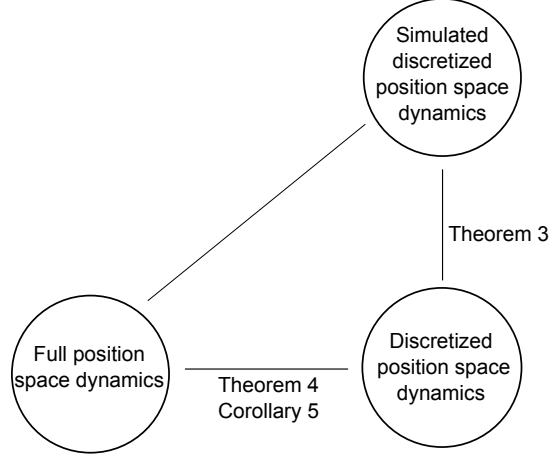 Simulated
discretized
position space
dynamics
Theorem 3
Full position
space dynamics
Theorem 4
Corollary 5
Discretized
position space
dynamics